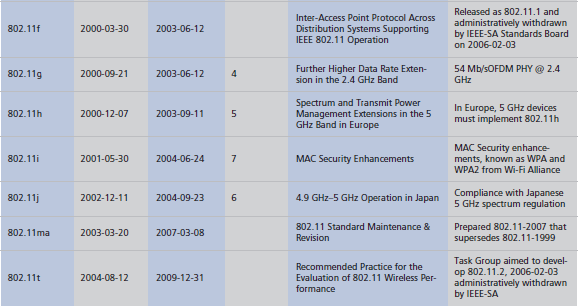 802.11f 2000-03-30 2003-06-12 Inter-Access Point Protocol Across Released as 802.11.1 and
Distribution Systems Supporting administratively withdrawn
IEEE 802.11 Operation by IEEE-SA Standards Board
on 2006-02-03
802.11g 2000-09-21 2003-06-12 4 Further Higher Data Rate Exten- 54 Mb/sOFDM PHY @ 2.4
sion in the 2.4 GHz Band GHz
802.11h 2000-12-07 2003-09-11 5 Spectrum and Transmit Power In Europe, 5 GHz devices
Management Extensions in the 5 must implement 802.11h
GHz Band in Europe
802.11i 2001-05-30 2004-06-24 7 MAC Security Enhancements MAC Security enhance-
ments, known as WPA and
WPA2 from Wi-Fi Alliance
802.11j 2002-12-11 2004-09-23 6 4.9 GHz–5 GHz Operation in Japan Compliance with Japanese
5 GHz spectrum regulation
802.11ma 2003-03-20 2007-03-08 802.11 Standard Maintenance & Prepared 802.11-2007 that
Revision supersedes 802.11-1999
802.11t 2004-08-12 2009-12-31 Recommended Practice for the Task Group aimed to devel-
Evaluation of 802.11 Wireless Per- op 802.11.2, 2006-02-03
formance administratively withdrawn
by IEEE-SA